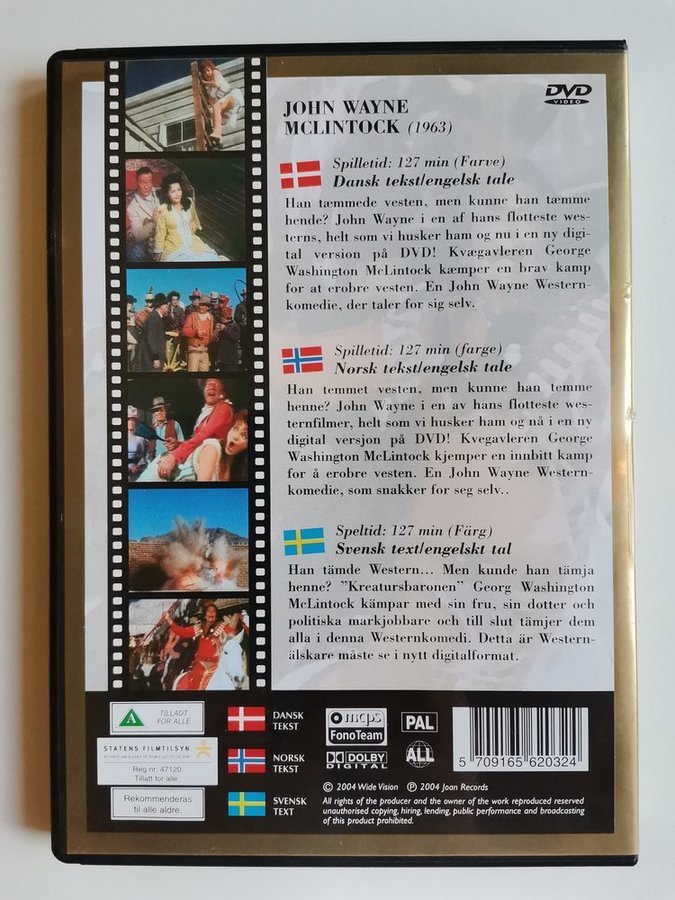 DVD
VIDEO
JOHN WAYNE
MCLINTOCK (1963)
Spilletid: 127 min (Farve)
Dansk tekst/engelsk tale
Han tæmmede vesten, men kunne han tæmme
hende? John Wayne i en af hans flotteste wes-
terns, helt som vi husker ham og nu i en ny digi-
tal version på DVD! Kvægavleren George
Washington McLintock kæmper en brav kamp
for at erobre vesten. En John Wayne Western-
komedie, der taler for sig selv.
Spilletid: 127 min (farge)
Norsk tekst/engelsk tale
Han temmet vesten, men kunne han temme
henne? John Wayne i en av hans flotteste wes-
ternfilmer, helt som vi husker ham og nå i en ny
digital versjon på DVD! Kvegavleren George
Washington McLintock kjemper en innbitt kamp
for å erobre vesten. En John Wayne Western-
komedie, som snakker for seg selv..
Speltid: 127 min (Färg)
Svensk text/engelskt tal
Han tämde Western... Men kunde han tämja
henne? "Kreatursbaronen" Georg Washington
McLintock kämpar med sin fru, sin dotter och
politiska markjobbare och till slut tämjer dem
alla i denna Westernkomedi. Detta är Western-
älskare måste se i nytt digitalformat.
A TILLADT
FOR ALLE
STATENS FILMTILSYN
NORWEGIAN BOARD OF FILM CLASSIFICATION
Reg nr. 47120
Tillatt for alle
Rekommenderas
til alle aldre.
DANSK
TEKST
NORSK
TEKST
SVENSK
TEXT
mcps
FonoTeam
DOLBY
DIGITAL
PAL
ALL
5 709165 620324
© 2004 Wide Vision ℗ 2004 Joan Records
All rights of the producer and the owner of the work reproduced reserved
unauthorised copying, hiring, lending, public performance and broadcasting
of this product prohibited.